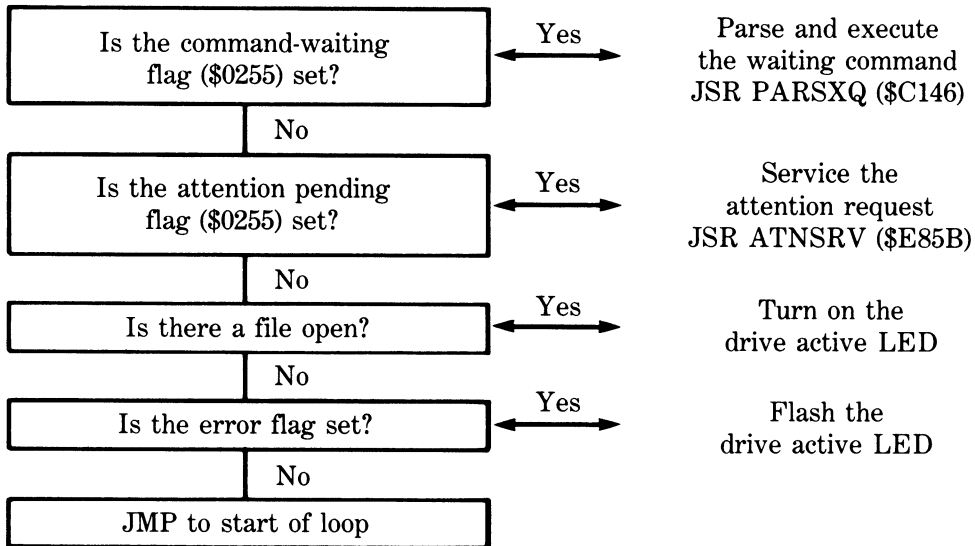 Is the command-waiting
flag ($0255) set?
Yes
Parse and execute
the waiting command
JSR PARSXQ ($C146)
No
Is the attention pending
flag ($0255) set?
Yes
Service the
attention request
JSR ATNSRV ($E85B)
No
Is there a file open?
Yes
Turn on the
drive active LED
No
Is the error flag set?
Yes
Flash the
drive active LED
No
JMP to start of loop